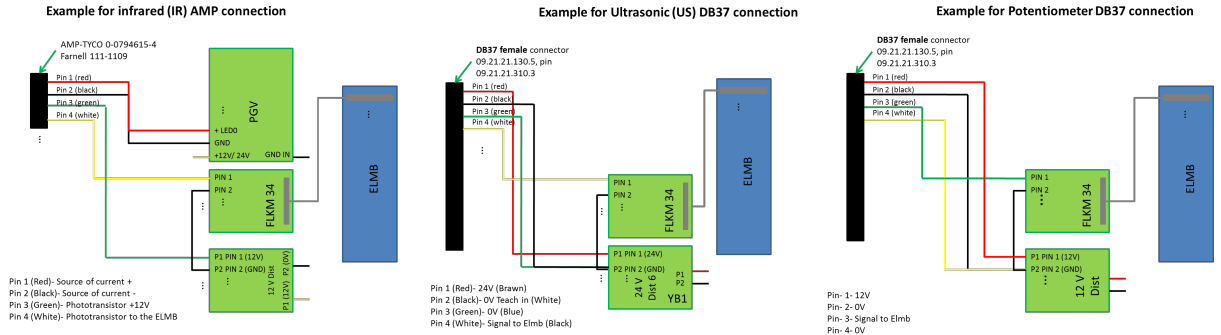 Example for infrared (IR) AMP connection
AMP-TYCO 0-0794615-4
Farnell 111-1109
Pin 1 (red)
Pin 2 (black)
Pin 3 (green)
Pin 4 (white)
...
...
PGV
+ LED0
GND
+12V/ 24V
GND IN
PIN 1
PIN 2
...
...
FLKM 34
P1 PIN 1 (12V)
P2 PIN 2 (GND)
...
12 V Dist
P2 (0V)
P1 (12V)
...
ELMB
Pin 1 (Red)- Source of current +
Pin 2 (Black)- Source of current -
Pin 3 (Green)- Phototransistor +12V
Pin 4 (White)- Phototransistor to the ELMB
Example for Ultrasonic (US) DB37 connection
DB37 female connector
09.21.21.130.5, pin
09.21.21.310.3
Pin 1 (red)
Pin 2 (black)
Pin 3 (green)
Pin 4 (white)
...
PIN 1
PIN 2
...
...
FLKM 34
P1 PIN 1 (24V)
P2 PIN 2 (GND)
...
24 V
Dist 6
P1
P2
YB1
...
ELMB
Pin 1 (Red)- 24V (Brawn)
Pin 2 (Black)- 0V Teach in (White)
Pin 3 (Green)- 0V (Blue)
Pin 4 (White)- Signal to Elmb (Black)
Example for Potentiometer DB37 connection
DB37 female connector
09.21.21.130.5, pin
09.21.21.310.3
Pin 1 (red)
Pin 2 (black)
Pin 3 (green)
Pin 4 (white)
...
PIN 1
PIN 2
...
...
FLKM 34
P1 PIN 1 (12V)
P2 PIN 2 (GND)
...
12 V
Dist
...
ELMB
Pin- 1- 12V
Pin- 2- 0V
Pin- 3- Signal to Elmb
Pin- 4- 0V